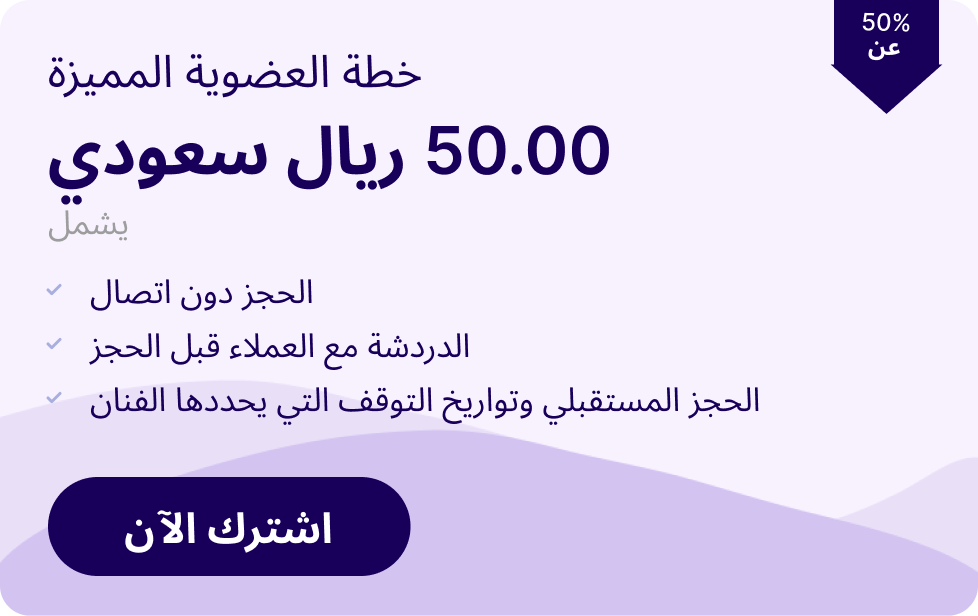 50%
عن
خطة العضوية المميزة
50.00 ريال سعودي
يشمل
الحجز دون اتصال
الدردشة مع العملاء قبل الحجز
الحجز المستقبلي وتواريخ التوقف التي يحددها الفنان
اشترك الآن